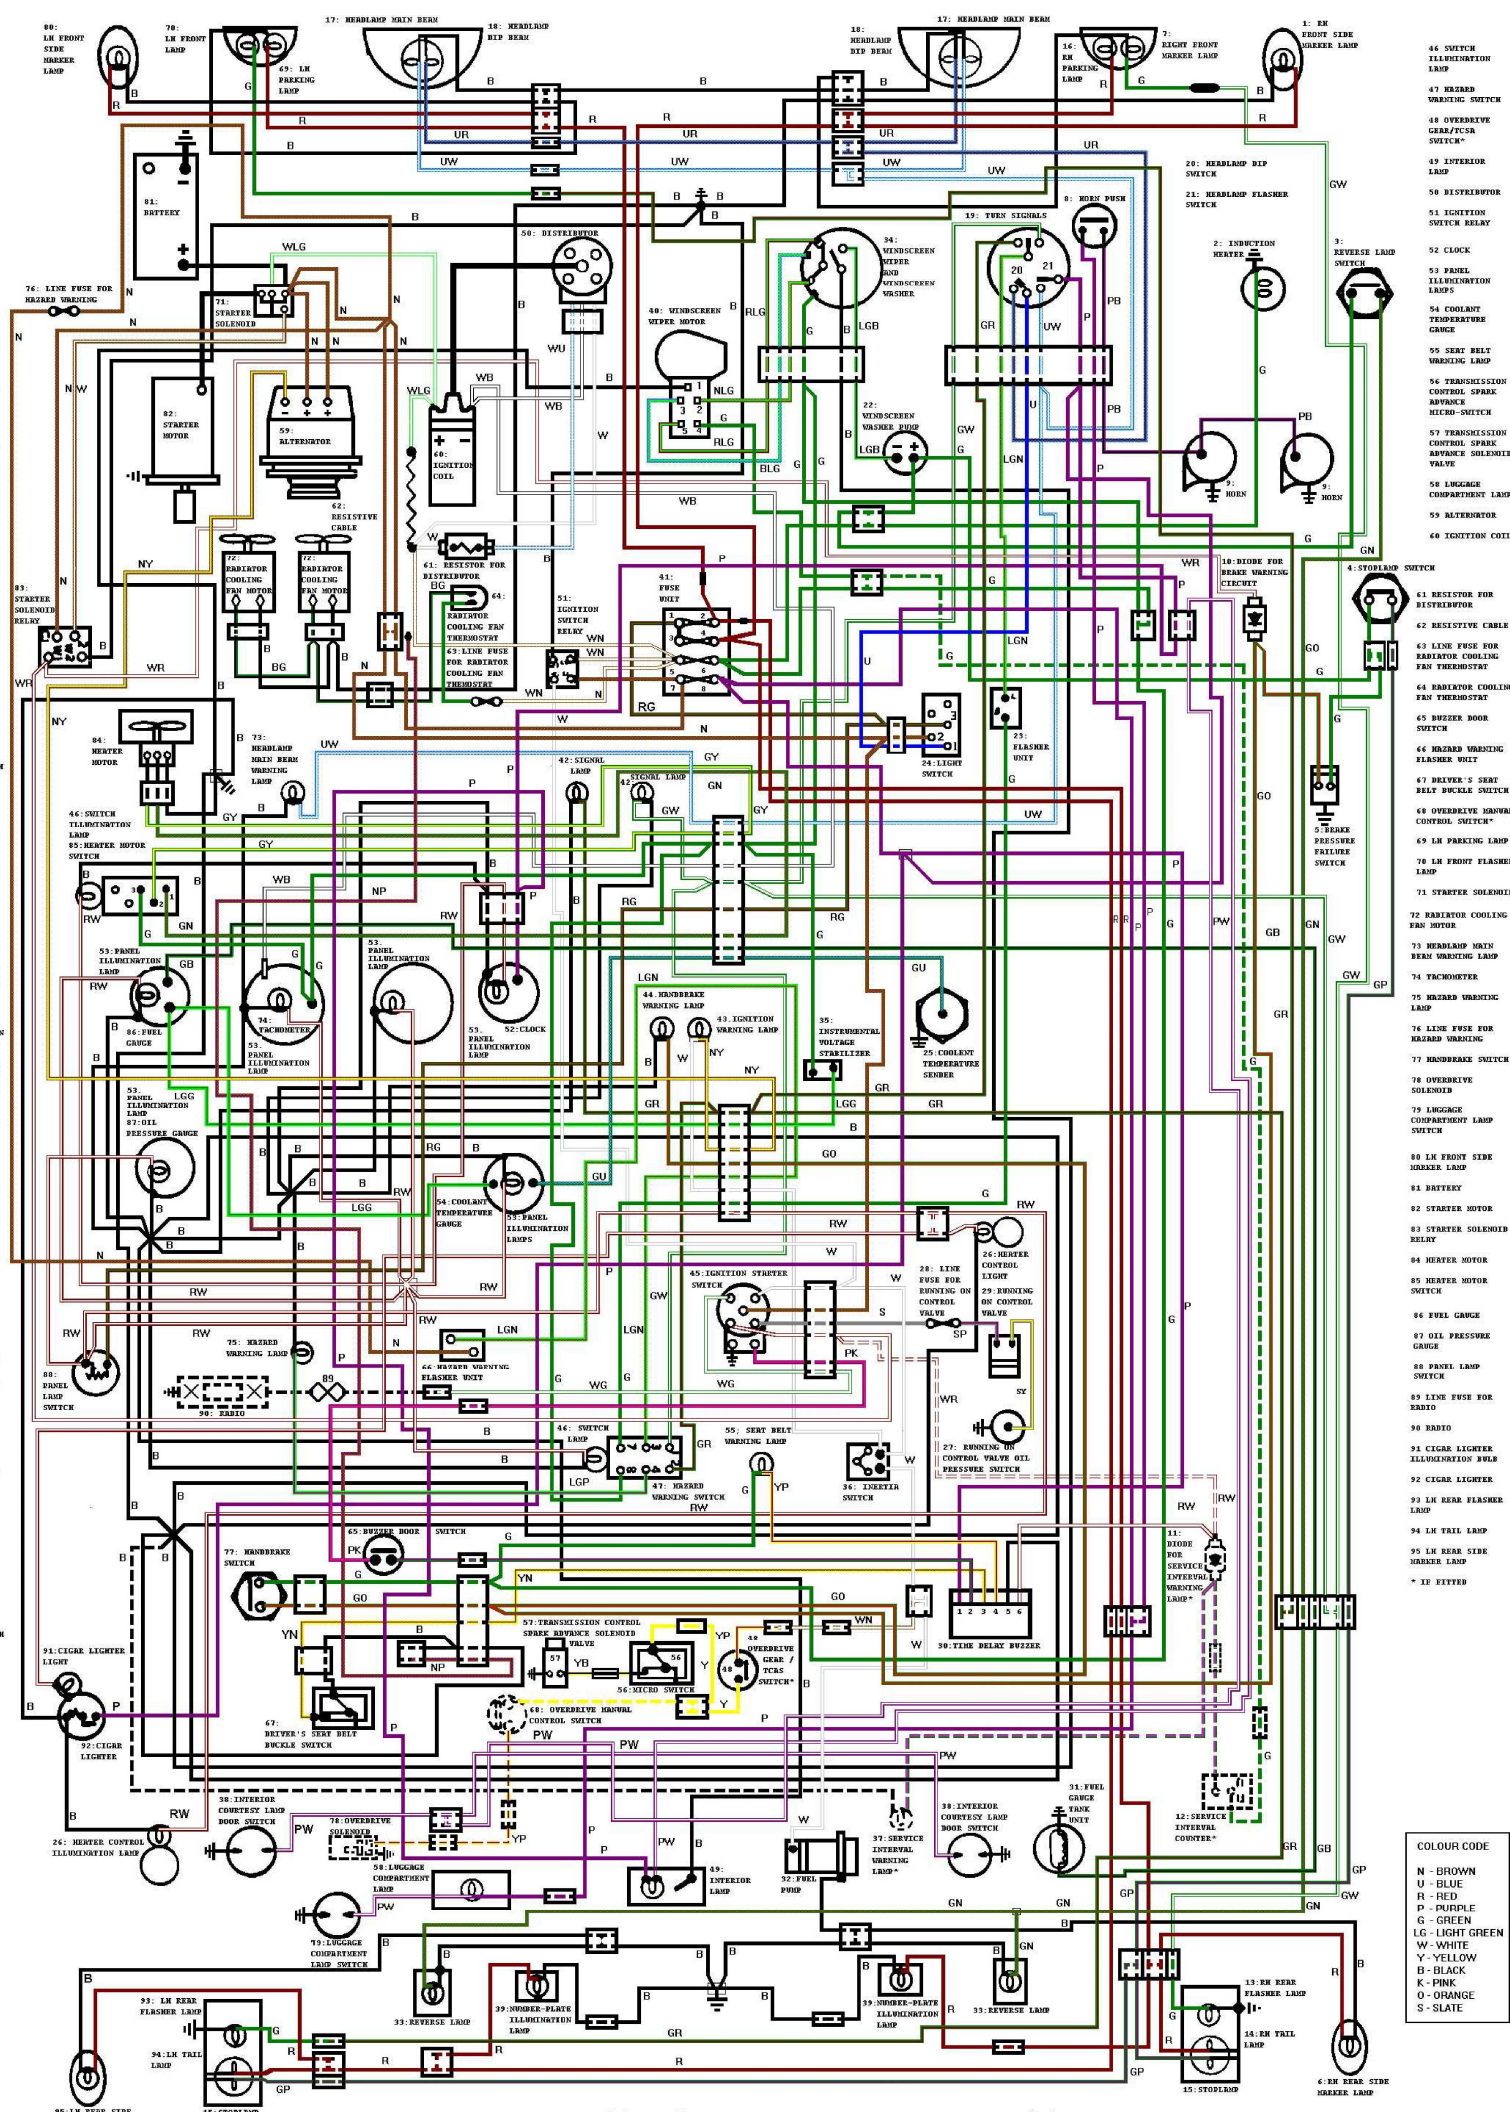 80:
LH FRONT
SIDE
MARKER
LAMP
70:
LH FRONT
LAMP
69: LH
PARKING
LAMP
17: HEADLAMP MAIN BEAM
18: HEADLAMP
DIP BEAM
18:
HEADLAMP
DIP BEAM
17: HEADLAMP MAIN BEAM
16:
RH
PARKING
LAMP
7:
RIGHT FRONT
MARKER LAMP
1: RH
FRONT SIDE
MARKER LAMP
81:
BATTERY
50: DISTRIBUTOR
34:
WINDSCREEN
WIPER
AND
WINDSCREEN
WASHER
19: TURN SIGNALS
20
21
8: HORN PUSH
20: HEADLAMP DIP
SWITCH
21: HEADLAMP FLASHER
SWITCH
2: INDUCTION
HEATER
3:
REVERSE LAMP
SWITCH
76: LINE FUSE FOR
HAZARD WARNING
71:
STARTER
SOLENOID
40: WINDSCREEN
WIPER MOTOR
82:
STARTER
MOTOR
59:
ALTERNATOR
60:
IGNITION
COIL
22:
WINDSCREEN
WASHER PUMP
9:
HORN
9:
HORN
62:
RESISTIVE
CABLE
72:
RADIATOR
COOLING
FAN MOTOR
72:
RADIATOR
COOLING
FAN MOTOR
61: RESISTOR FOR
DISTRIBUTOR
64:
RADIATOR
COOLING FAN
THERMOSTAT
63:LINE FUSE
FOR RADIATOR
COOLING FAN
THEMOSTAT
51:
IGNITION
SWITCH
RELAY
41:
FUSE
UNIT
10:DIODE FOR
BRAKE WARNING
CIRCUIT
4:STOPLAMP SWITCH
83:
STARTER
SOLENOID
RELAY
84:
HEATER
MOTOR
73:
HEADLAMP
MAIN BEAM
WARNING
LAMP
42:SIGNAL
LAMP
42:
SIGNAL LAMP
24:LIGHT
SWITCH
23:
FLASHER
UNIT
5:BRAKE
PRESSURE
FAILURE
SWITCH
46:SWITCH
ILLUMINATION
LAMP
85:HEATER MOTOR
SWITCH
53:PANEL
ILLUMINATION
LAMP
86:FUEL
GAUGE
74:
TACHOMETER
53.
PANEL
ILLUMINATION
LAMP
53.
PANEL
ILLUMINATION
LAMP
53.
PANEL
ILLUMINATION
LAMP
52:CLOCK
44.HANDBRAKE
WARNING LAMP
43.IGNITION
WARNING LAMP
35:
INSTRUMENTAL
VOLTAGE
STABILIZER
25:COOLENT
TEMPERATURE
SENDER
53.
PANEL
ILLUMINATION
LAMP
87:OIL
PRESSURE GAUGE
54:COOLANT
TEMPERATURE
GAUGE
53:PANEL
ILLUMINATION
LAMPS
26:HEATER
CONTROL
LIGHT
45:IGNITION STARTER
SWITCH
28: LINE
FUSE FOR
RUNNING ON
CONTROL
VALVE
29:RUNNING
ON CONTROL
VALVE
75: HAZARD
WARNING LAMP
66: HAZARD WARNING
FLASHER UNIT
88:
PANEL
LAMP
SWITCH
89
90: RADIO
46: SWITCH
LAMP
47: HAZARD
WARNING SWITCH
55; SEAT BELT
WARNING LAMP
36: INERTIA
SWITCH
27: RUNNING ON
CONTROL VALVE OIL
PRESSURE SWITCH
65:BUZZER DOOR SWITCH
77: HANDBRAKE
SWITCH
11:
DIODE
FOR
SERVICE
INTERVAL
WARNING
LAMP*
57:TRANSMISSION CONTROL
SPARK ADVANCE SOLENOID
VALVE
57
56
56:MICRO SWITCH
48
OVERDRIVE
GEAR /
TCAS
SWITCH*
48
30:TIME DELAY BUZZER
91:CIGAR LIGHTER
LIGHT
92:CIGAR
LIGHTER
67:
DRIVER'S SEAT BELT
BUCKLE SWITCH
68: OVERDRIVE MANUAL
CONTROL SWITCH*
38:INTERIOR
COURTESY LAMP
DOOR SWITCH
78:OVERDRIVE
SOLENOID
26: HEATER CONTROL
ILLUMINATION LAMP
58:LUGGAGE
COMPARTMENT
LAMP
49:
INTERIOR
LAMP
32:FUEL
PUMP
37:SERVICE
INTERVAL
WARNING
LAMP*
38:INTERIOR
COURTESY LAMP
DOOR SWITCH
31:FUEL
GAUGE
TANK
UNIT
12:SERVICE
INTERVAL
COUNTER*
79:LUGGAGE
COMPARTMENT
LAMP SWITCH
93: LH REAR
FLASHER LAMP
94:LH TAIL
LAMP
33:REVERSE LAMP
39:NUMBER-PLATE
ILLUMINATION
LAMP
39:NUMBER-PLATE
ILLUMINATION
LAMP
33:REVERSE LAMP
13:RH REAR
FLASHER LAMP
14:RH TAIL
LAMP
15:STOPLAMP
6:RH REAR SIDE
MARKER LAMP
46 SWITCH
ILLUMINATION
LAMP
47 HAZARD
WARNING SWITCH
48 OVERDRIVE
GEAR/TCSA
SWITCH*
49 INTERIOR
LAMP
50 DISTRIBUTOR
51 IGNITION
SWITCH RELAY
52 CLOCK
53 PANEL
ILLUMINATION
LAMPS
54 COOLANT
TEMPERATURE
GAUGE
55 SEAT BELT
WARNING LAMP
56 TRANSMISSION
CONTROL SPARK
ADVANCE
MICRO-SWITCH
57 TRANSMISSION
CONTROL SPARK
ADVANCE SOLENOID
VALVE
58 LUGGAGE
COMPARTMENT LAMP
59 ALTERNATOR
60 IGNITION COIL
61 RESISTOR FOR
DISTRIBUTOR
62 RESISTIVE CABLE
63 LINE FUSE FOR
RADIATOR COOLING
FAN THERMOSTAT
64 RADIATOR COOLING
FAN THERMOSTAT
65 BUZZER DOOR
SWITCH
66 HAZARD WARNING
FLASHER UNIT
67 DRIVER'S SEAT
BELT BUCKLE SWITCH
68 OVERDRIVE MANUAL
CONTROL SWITCH*
69 LH PARKING LAMP
70 LH FRONT FLASHER
LAMP
71 STARTER SOLENOID
72 RADIATOR COOLING
FAN MOTOR
73 HEADLAMP MAIN
BEAM WARNING LAMP
74 TACHOMETER
75 HAZARD WARNING
LAMP
76 LINE FUSE FOR
HAZARD WARNING
77 HANDBRAKE SWITCH
78 OVERDRIVE
SOLENOID
79 LUGGAGE
COMPARTMENT LAMP
SWITCH
80 LH FRONT SIDE
MARKER LAMP
81 BATTERY
82 STARTER MOTOR
83 STARTER SOLENOID
RELAY
84 HEATER MOTOR
85 HEATER MOTOR
SWITCH
86 FUEL GAUGE
87 OIL PRESSURE
GAUGE
88 PANEL LAMP
SWITCH
89 LINE FUSE FOR
RADIO
90 RADIO
91 CIGAR LIGHTER
ILLUMINATION BULB
92 CIGAR LIGHTER
93 LH REAR FLASHER
LAMP
94 LH TAIL LAMP
95 LH REAR SIDE
MARKER LAMP
* IF FITTED
COLOUR CODE
N - BROWN
U - BLUE
R - RED
P - PURPLE
G - GREEN
LG - LIGHT GREEN
W - WHITE
Y - YELLOW
B - BLACK
K - PINK
O - ORANGE
S - SLATE